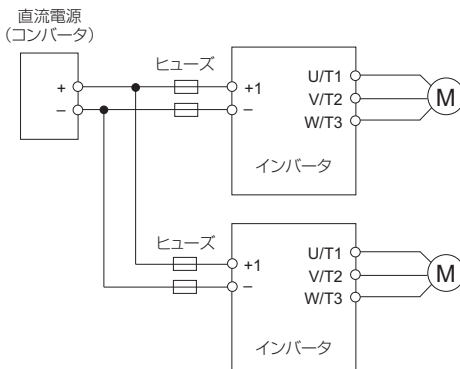 直流電源
（コンバータ）
ヒューズ
+
−
+1
−
U/T1
V/T2
W/T3
M
インバータ
ヒューズ
+1
−
U/T1
V/T2
W/T3
M
インバータ